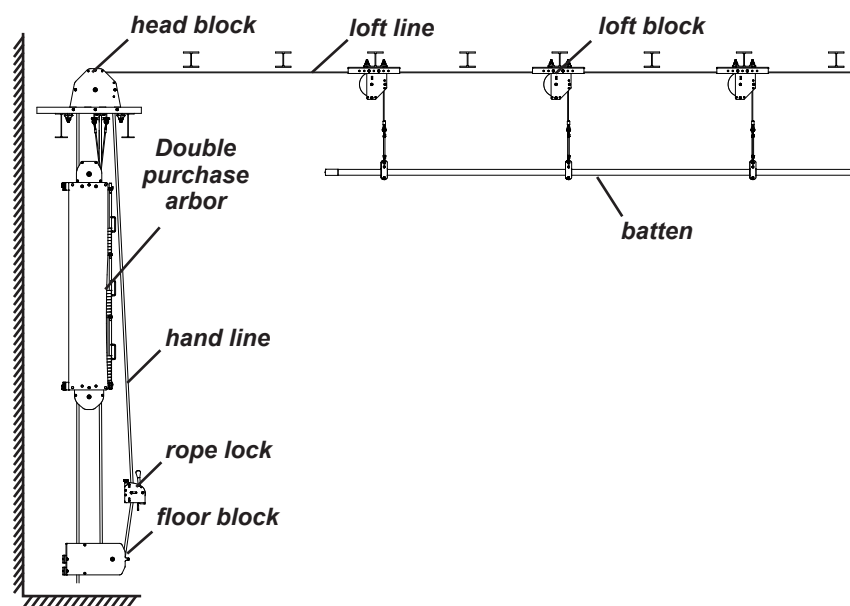 head block
loft line
loft block
Double
purchase
arbor
batten
hand line
rope lock
floor block